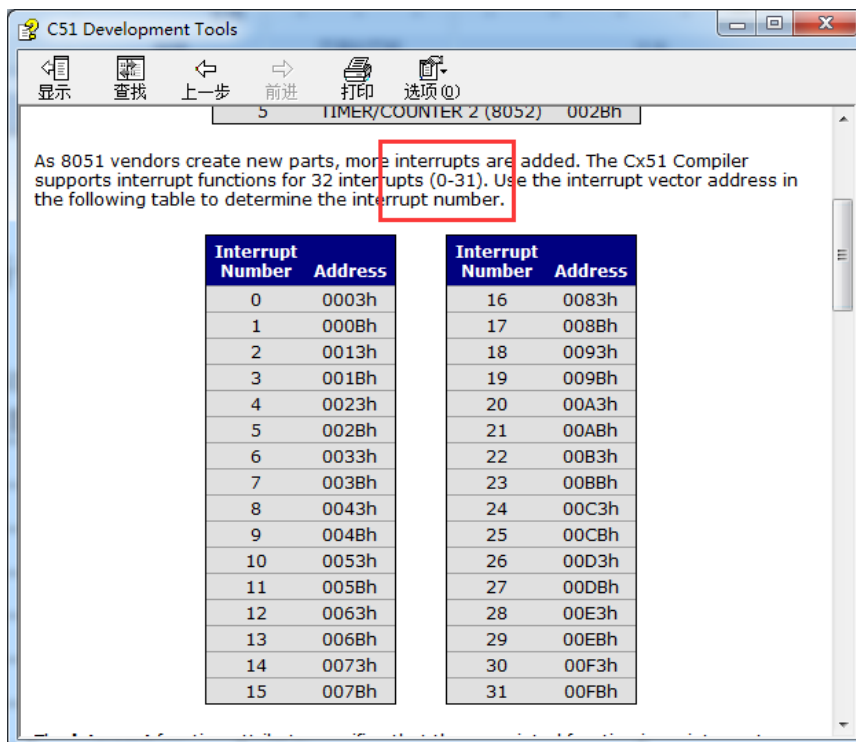 C51 Development Tools
显示 查找 上一步 前进 打印 选项(O)
5 TIMER/COUNTER 2 (8052) 002Bh
As 8051 vendors create new parts, more interrupts are added. The Cx51 Compiler
supports interrupt functions for 32 interrupts (0-31). Use the interrupt vector address in
the following table to determine the interrupt number.
Interrupt Number Address Interrupt Number Address
0 0003h 16 0083h
1 000Bh 17 008Bh
2 0013h 18 0093h
3 001Bh 19 009Bh
4 0023h 20 00A3h
5 002Bh 21 00ABh
6 0033h 22 00B3h
7 003Bh 23 00BBh
8 0043h 24 00C3h
9 004Bh 25 00CBh
10 0053h 26 00D3h
11 005Bh 27 00DBh
12 0063h 28 00E3h
13 006Bh 29 00EBh
14 0073h 30 00F3h
15 007Bh 31 00FBh